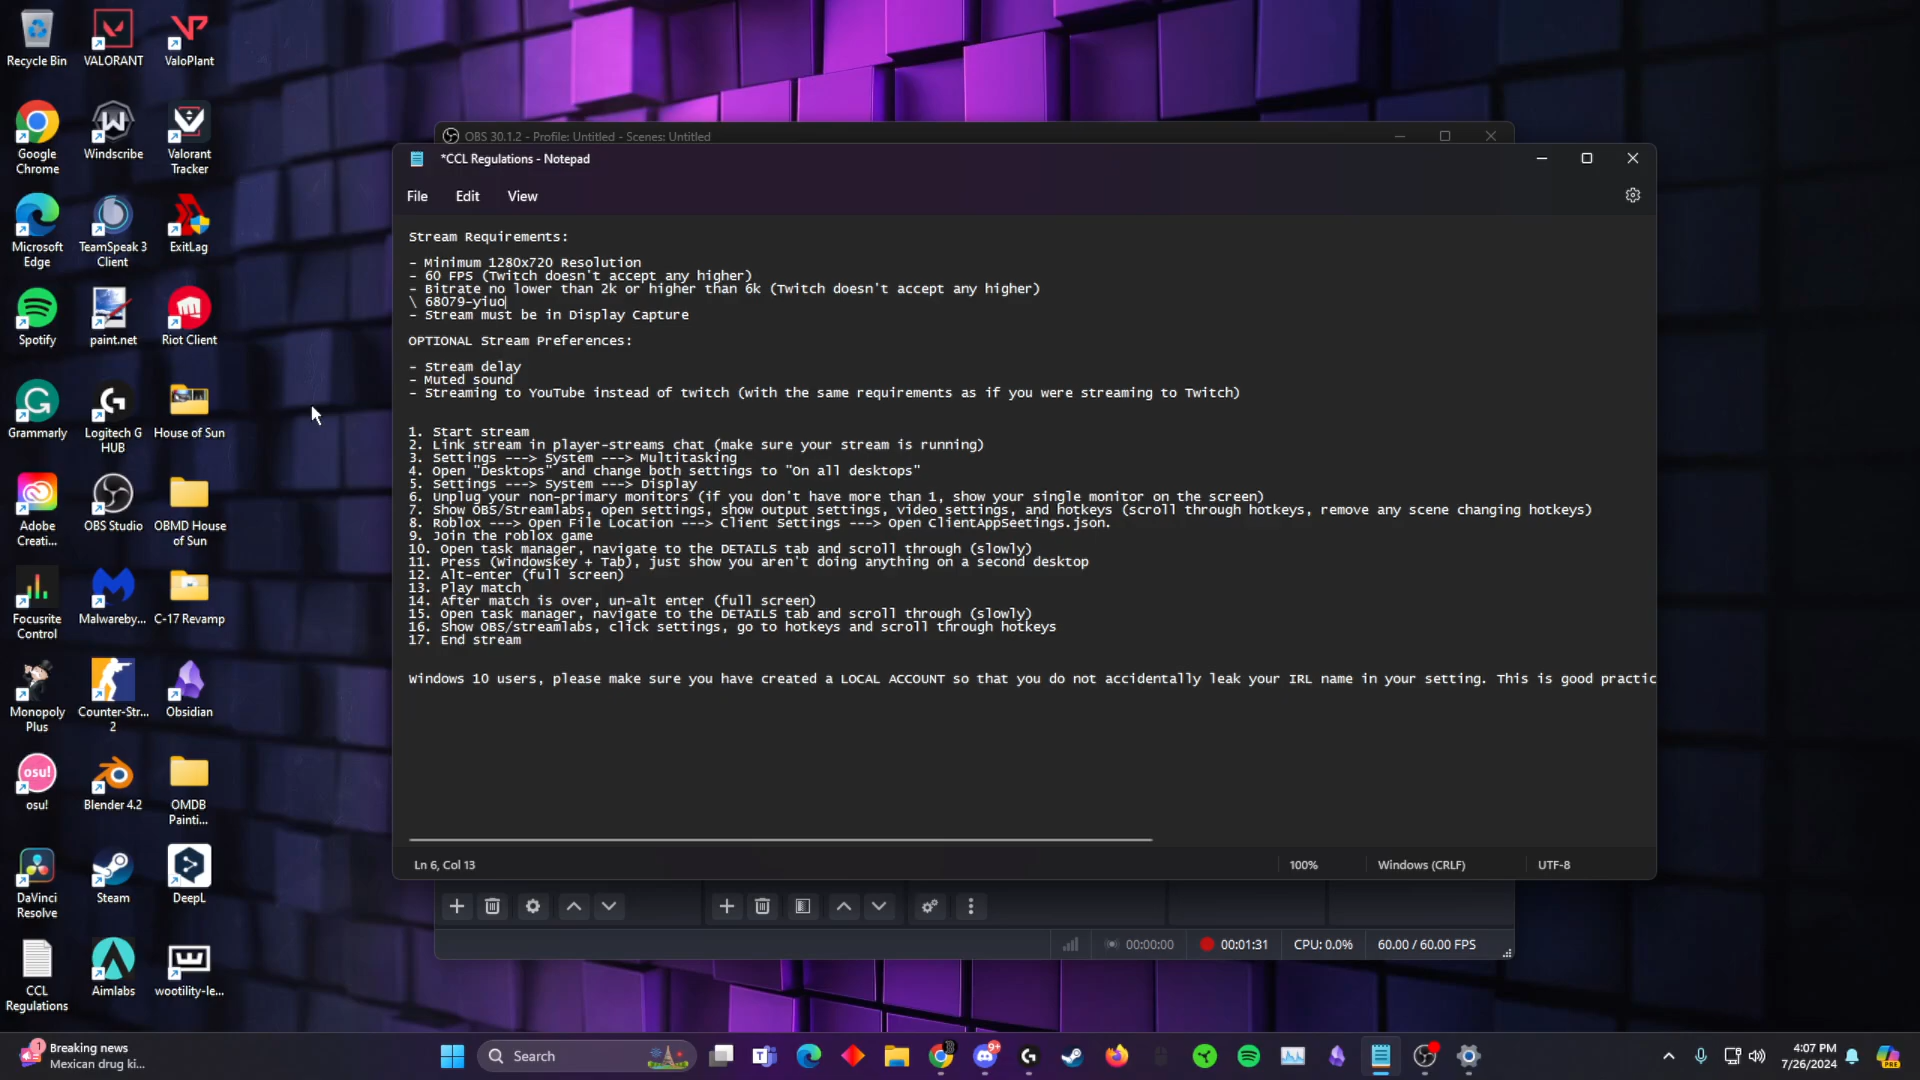 Recycle Bin
VALORANT
ValoPlant
Google Chrome
Windscribe
Valorant Tracker
Microsoft Edge
TeamSpeak 3 Client
ExitLag
Spotify
paint.net
Riot Client
Grammarly
Logitech G HUB
House of Sun
Adobe Creati...
OBS Studio
OBMD House of Sun
Focusrite Control
Malwareby...
C-17 Revamp
Monopoly Plus
Counter-Str... 2
Obsidian
osu!
osu!
Blender 4.2
OMDB Painti...
DaVinci Resolve
Steam
DeepL
CCL Regulations
Aimlabs
wootility-le...
OBS 30.1.2 - Profile: Untitled - Scenes: Untitled
*CCL Regulations - Notepad
File Edit View
Stream Requirements:
- Minimum 1280x720 Resolution
- 60 FPS (Twitch doesn't accept any higher)
- Bitrate no lower than 2k or higher than 6k (Twitch doesn't accept any higher)
\ 68079-yiuo
- Stream must be in Display Capture
OPTIONAL Stream Preferences:
- Stream delay
- Muted sound
- Streaming to YouTube instead of twitch (with the same requirements as if you were streaming to Twitch)
1. Start stream
2. Link stream in player-streams chat (make sure your stream is running)
3. Settings ---> System ---> Multitasking
4. Open "Desktops" and change both settings to "On all desktops"
5. Settings ---> System ---> Display
6. Unplug your non-primary monitors (if you don't have more than 1, show your single monitor on the screen)
7. Show OBS/Streamlabs, open settings, show output settings, video settings, and hotkeys (scroll through hotkeys, remove any scene changing hotkeys)
8. Roblox ---> Open File Location ---> Client Settings ---> Open ClientAppSeetings.json.
9. Join the roblox game
10. Open task manager, navigate to the DETAILS tab and scroll through (slowly)
11. Press (Windowskey + Tab), just show you aren't doing anything on a second desktop
12. Alt-enter (full screen)
13. Play match
14. After match is over, un-alt enter (full screen)
15. Open task manager, navigate to the DETAILS tab and scroll through (slowly)
16. Show OBS/streamlabs, click settings, go to hotkeys and scroll through hotkeys
17. End stream
Windows 10 users, please make sure you have created a LOCAL ACCOUNT so that you do not accidentally leak your IRL name in your setting. This is good practic
Ln 6, Col 13
100%
Windows (CRLF)
UTF-8
00:00:00
00:01:31
CPU: 0.0%
60.00 / 60.00 FPS
1
Breaking news
Mexican drug ki...
Search
9+
4:07 PM
7/26/2024
PRE